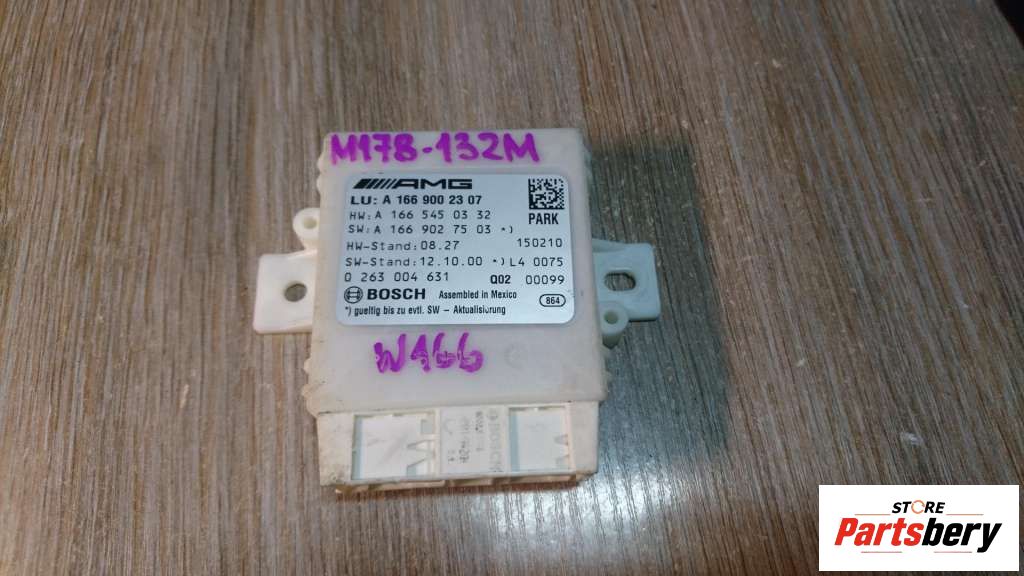 M178-132M
AMG
LU: A 166 900 23 07
HW: A 166 545 03 32
SW: A 166 902 75 03 *)
PARK
HW-Stand: 08.27 150210
SW-Stand: 12.10.00 *) L4 0075
0 263 004 631 Q02 00099
BOSCH Assembled in Mexico 864
*) gueltig bis zu evtl. SW - Aktualisierung
W166
BOSCH
STORE
Partsbery